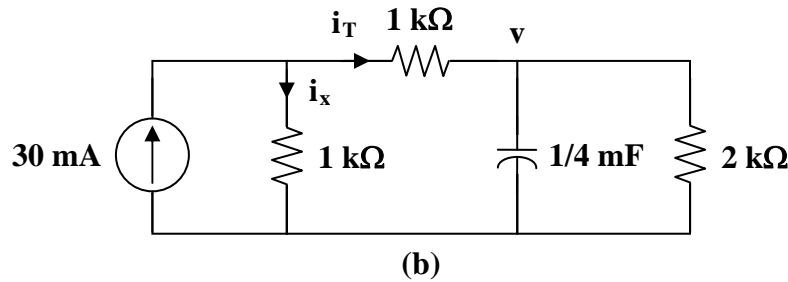 i_T 1 kΩ v
i_x
30 mA 1 kΩ 1/4 mF 2 kΩ
(b)